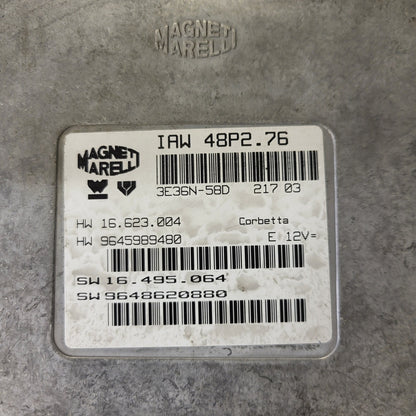 MAGNETI
MARELLI
IAW 48P2.76
MAGNETI
MARELLI
3E36N-58D 217 03
HW 16.623.004 Corbetta
HW 9645989480 E 12V=
SW 16.495.064
SW 9648620880